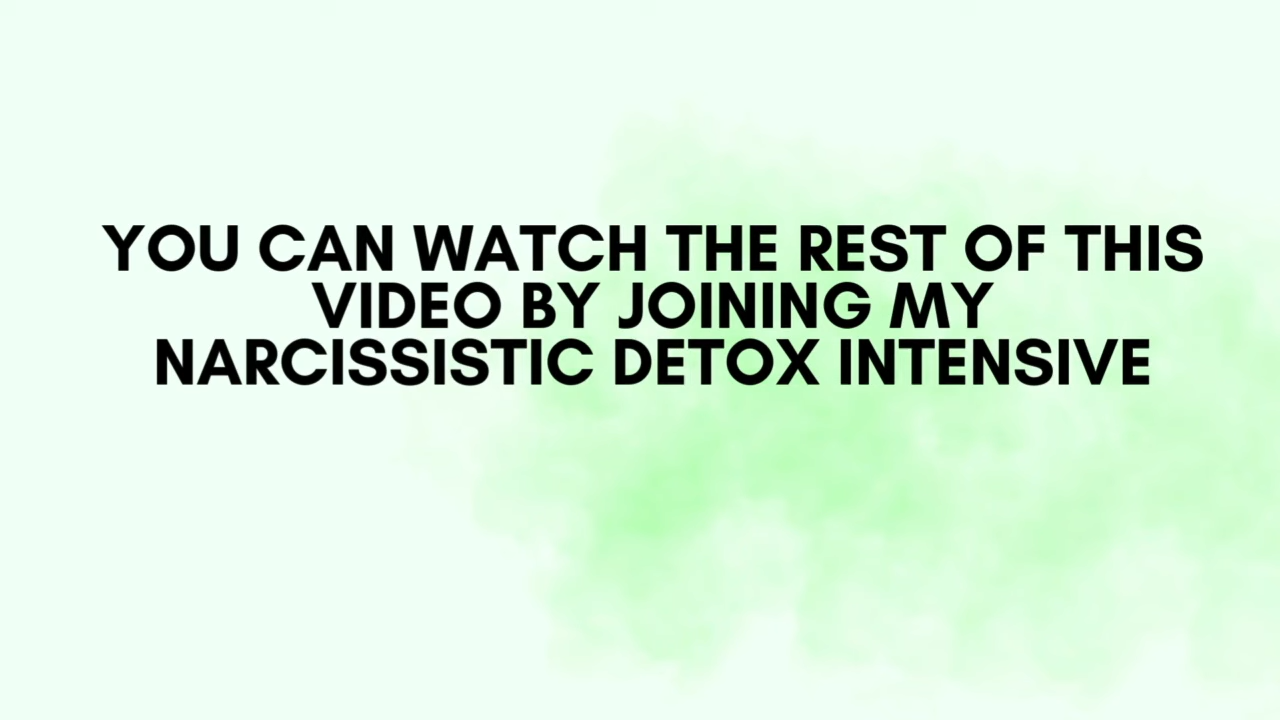 YOU CAN WATCH THE REST OF THIS
VIDEO BY JOINING MY
NARCISSISTIC DETOX INTENSIVE